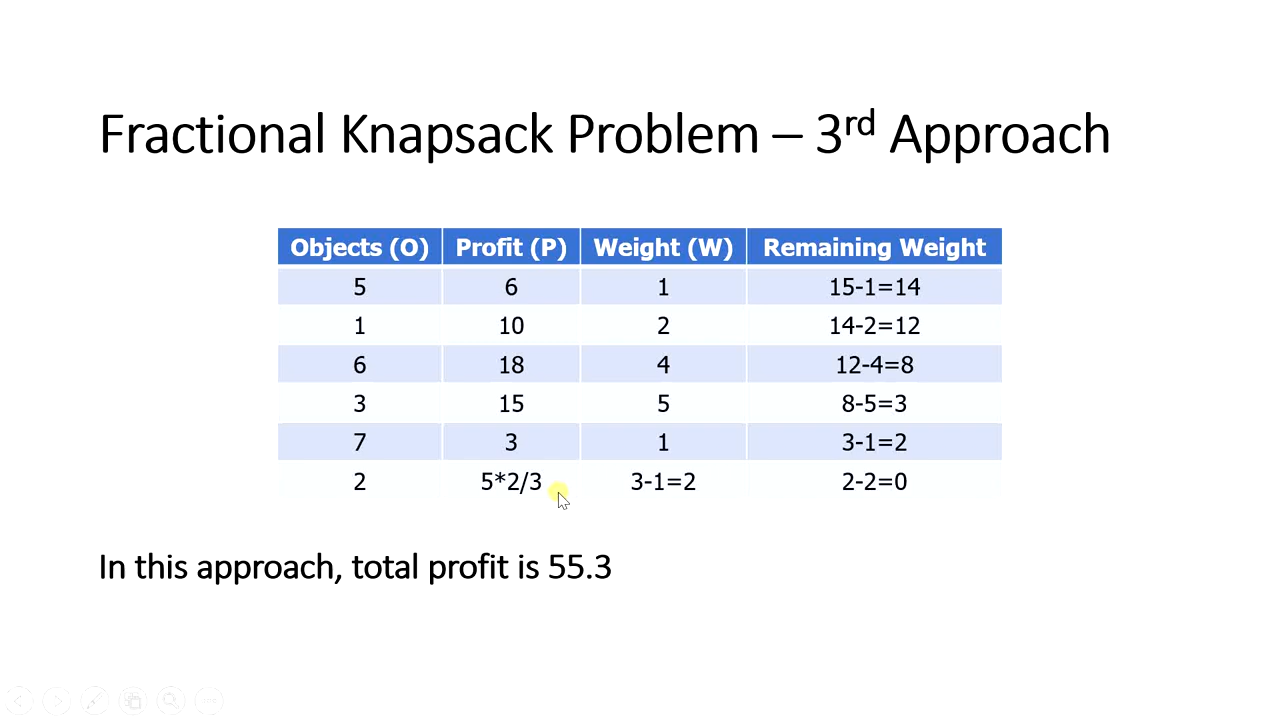 Fractional Knapsack Problem – 3rd Approach
Objects (O) Profit (P) Weight (W) Remaining Weight
5 6 1 15-1=14
1 10 2 14-2=12
6 18 4 12-4=8
3 15 5 8-5=3
7 3 1 3-1=2
2 5*2/3 3-1=2 2-2=0
In this approach, total profit is 55.3